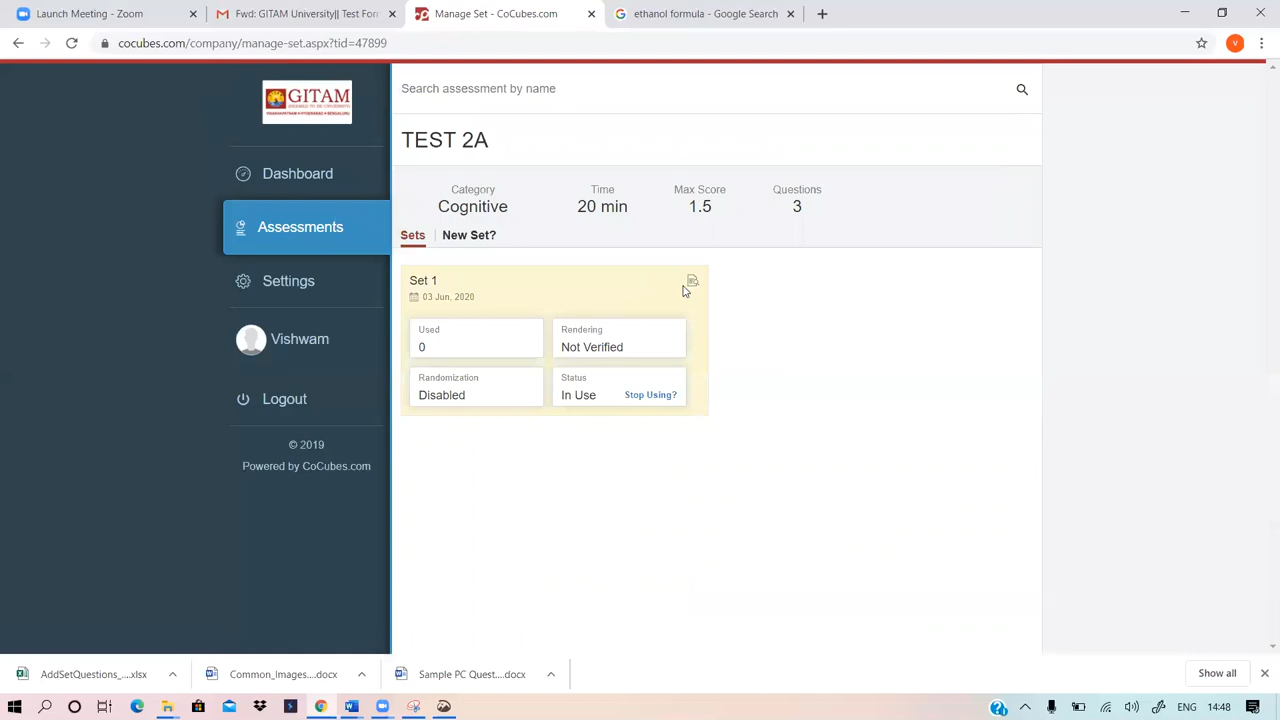 Launch Meeting - Zoom
Fwd: GITAM University|| Test For
Manage Set - CoCubes.com
ethanol formula - Google Search
cocubes.com/company/manage-set.aspx?tid=47899
V
GITAM
Search assessment by name
TEST 2A
Dashboard
Assessments
Settings
Vishwam
Logout
© 2019
Powered by CoCubes.com
Category Time Max Score Questions
Cognitive 20 min 1.5 3
Sets New Set?
Set 1
03 Jun, 2020
Used Rendering
0 Not Verified
Randomization Status
Disabled In Use Stop Using?
AddSetQuestions_....xlsx
Common_Images....docx
Sample PC Quest....docx
Show all
ENG 14:48